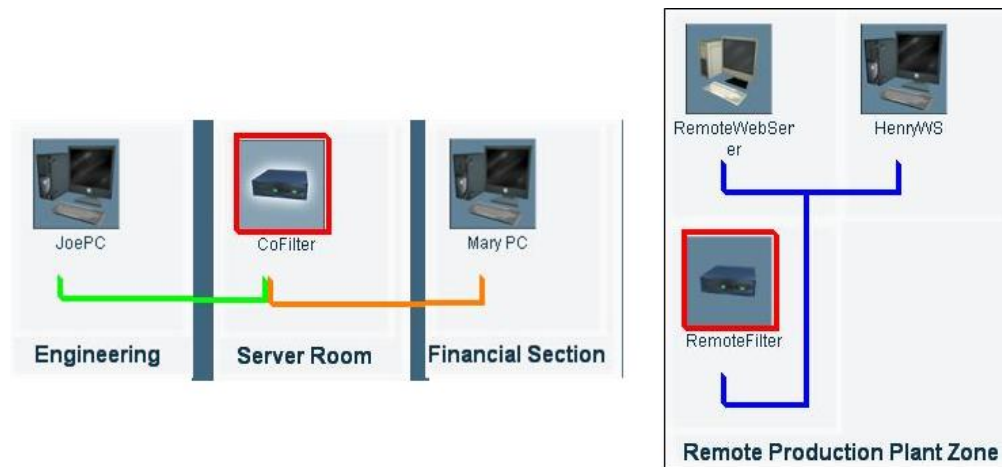 JoePC
CoFilter
Mary PC
Engineering
Server Room
Financial Section
RemoteWebSer
er
HenryWS
RemoteFilter
Remote Production Plant Zone